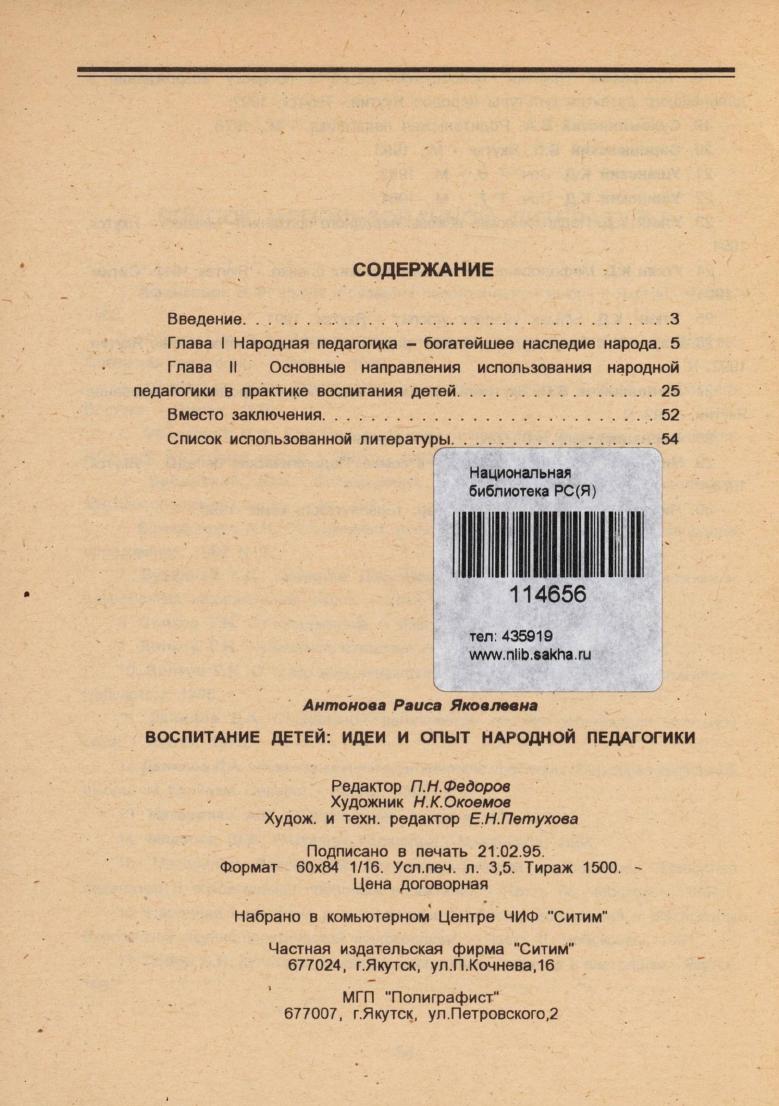 СОДЕРЖАНИЕ
Введение. . . . . . . . . . . . . . . . . . . . . . . . . . . . . . . . . . . . .3
Глава I Народная педагогика – богатейшее наследие народа. 5
Глава II Основные направления использования народной
педагогики в практике воспитания детей. . . . . . . . . . . . . . . . . . 25
Вместо заключения. . . . . . . . . . . . . . . . . . . . . . . . . . . . . . 52
Список использованной литературы. . . . . . . . . . . . . . . . . . 54
Национальная
библиотека РС(Я)
114656
тел: 435919
www.nlib.sakha.ru
Антонова Раиса Яковлевна
ВОСПИТАНИЕ ДЕТЕЙ: ИДЕИ И ОПЫТ НАРОДНОЙ ПЕДАГОГИКИ
Редактор П.Н.Федоров
Художник Н.К.Окоемов
Худож. и техн. редактор Е.Н.Петухова
Подписано в печать 21.02.95.
Формат 60х84 1/16. Усл.печ. л. 3,5. Тираж 1500.
Цена договорная
Набрано в комьютерном Центре ЧИФ "Ситим"
Частная издательская фирма "Ситим"
677024, г.Якутск, ул.П.Кочнева,16
МГП "Полиграфист"
677007, г.Якутск, ул.Петровского,2